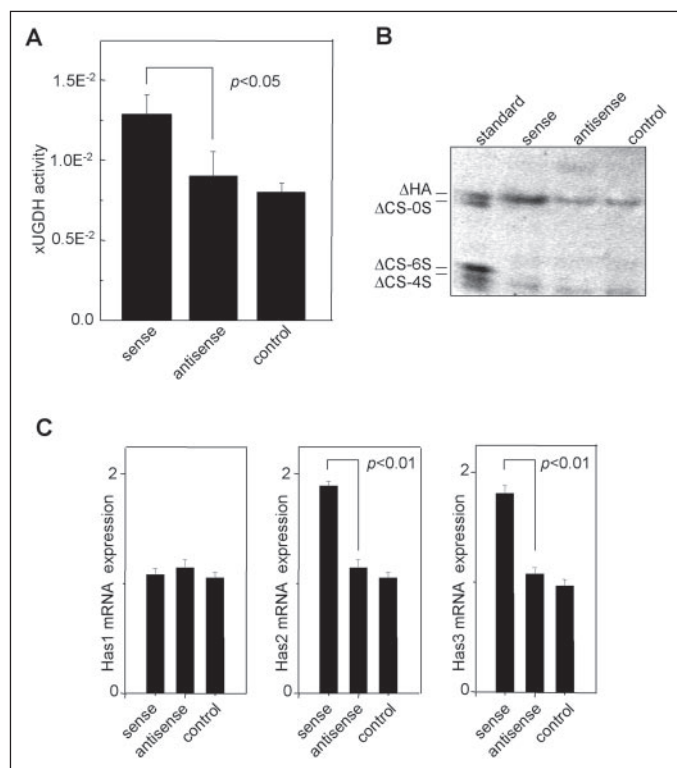 A
xUGDH activity
1.5E⁻²
1.0E⁻²
0.5E⁻²
0.0
p<0.05
sense
antisense
control
B
standard
sense
antisense
control
ΔHA
ΔCS-0S
ΔCS-6S
ΔCS-4S
C
Has1 mRNA expression
2
0
sense
antisense
control
Has2 mRNA expression
2
0
p<0.01
sense
antisense
control
Has3 mRNA expression
2
0
p<0.01
sense
antisense
control